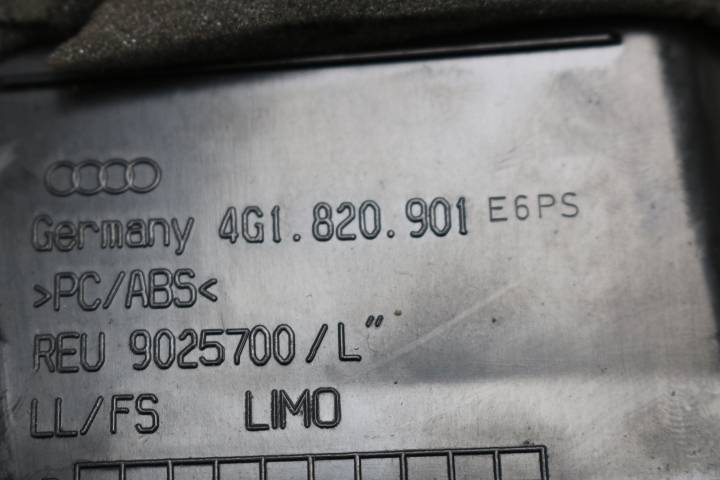 Germany 4G1.820.901 E6PS
>PC/ABS<
REU 9025700/L"
LL/FS LIMO